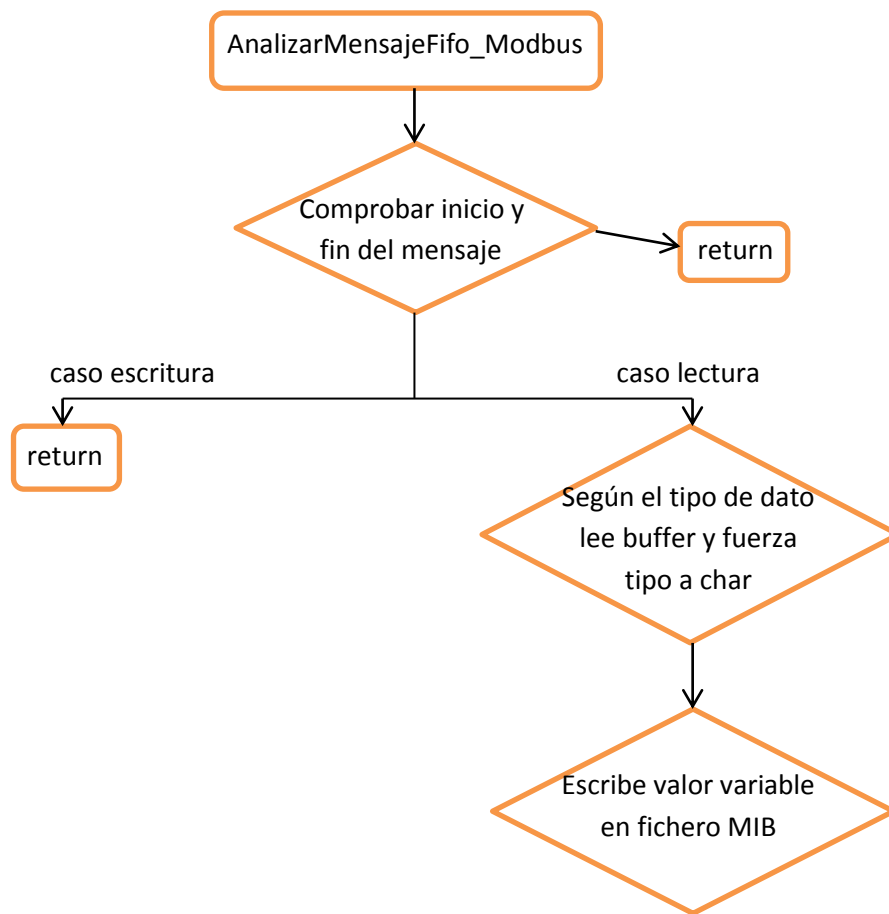 AnalizarMensajeFifo_Modbus
Comprobar inicio y
fin del mensaje
return
caso escritura
caso lectura
return
Según el tipo de dato
lee buffer y fuerza
tipo a char
Escribe valor variable
en fichero MIB